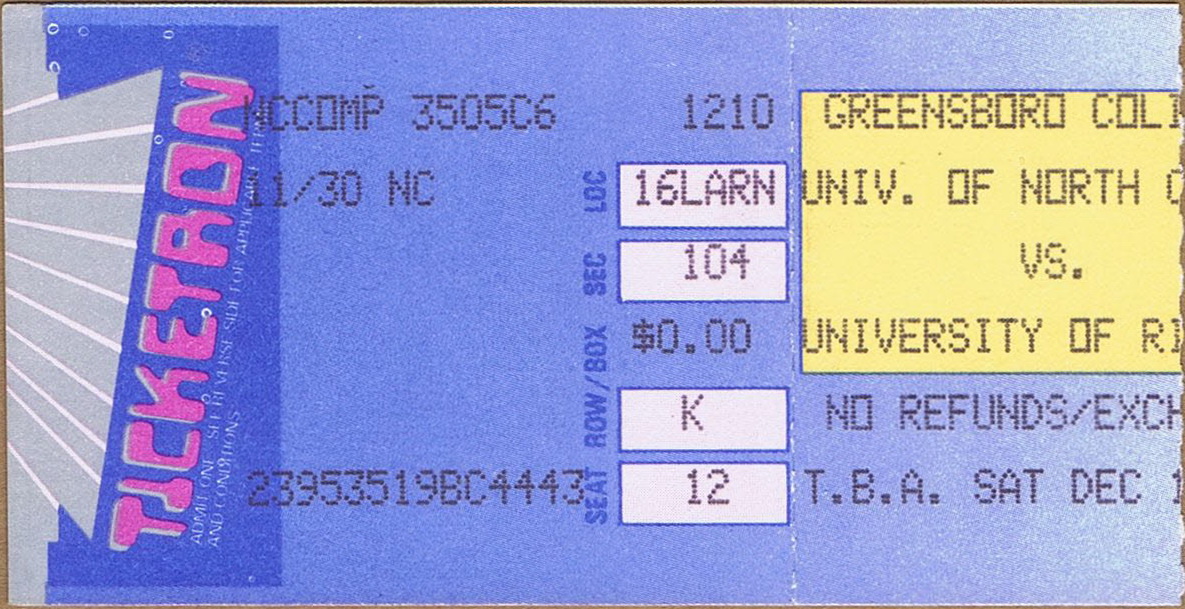 TICKETRON
ADMIT ONE. SEE REVERSE SIDE FOR APPLICABLE TERMS
AND CONDITIONS
NCCOMP 3505C6 1210
11/30 NC
LOC 16LARN
SEC 104
$0.00
ROW/BOX K
23953519BC4443
SEAT 12
GREENSBORO COLI
UNIV. OF NORTH C
VS.
UNIVERSITY OF RI
NO REFUNDS/EXCH
T.B.A. SAT DEC 1